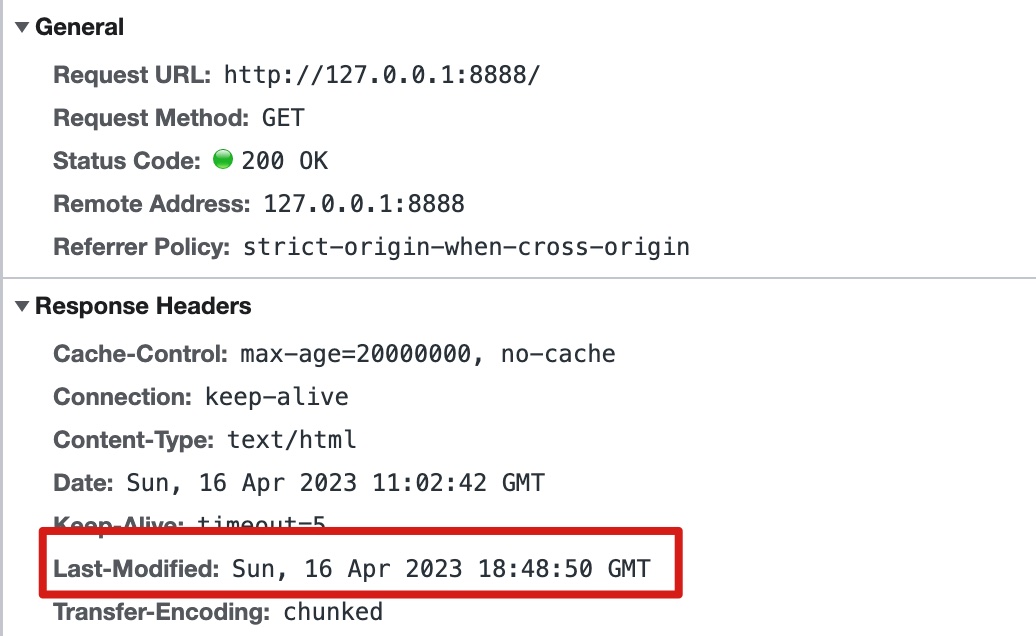 General
Request URL: http://127.0.0.1:8888/
Request Method: GET
Status Code: 200 OK
Remote Address: 127.0.0.1:8888
Referrer Policy: strict-origin-when-cross-origin
Response Headers
Cache-Control: max-age=20000000, no-cache
Connection: keep-alive
Content-Type: text/html
Date: Sun, 16 Apr 2023 11:02:42 GMT
Keep-Alive: timeout=5
Last-Modified: Sun, 16 Apr 2023 18:48:50 GMT
Transfer-Encoding: chunked